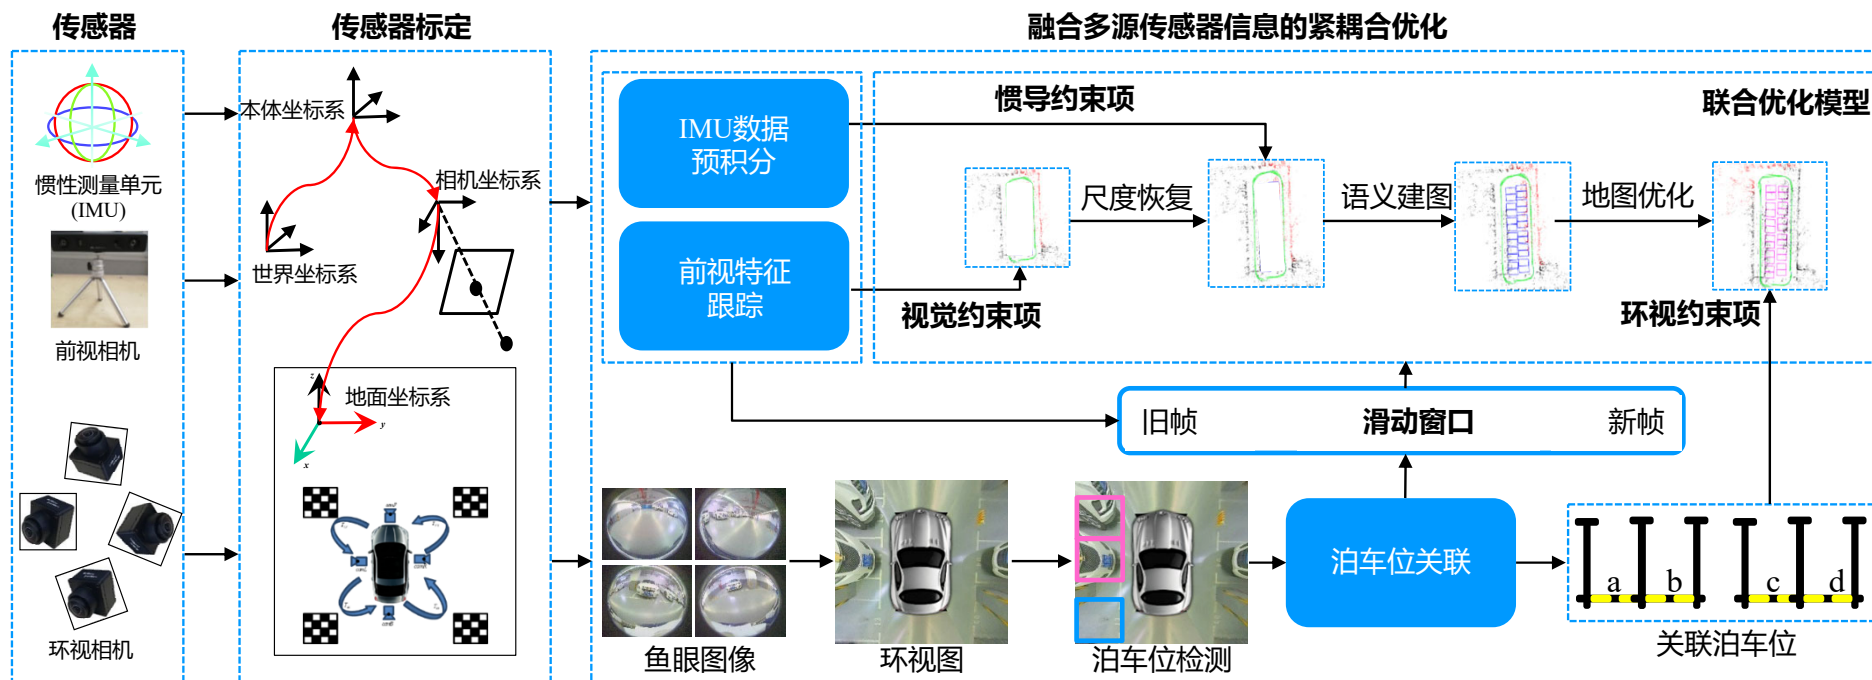 传感器
传感器标定
融合多源传感器信息的紧耦合优化
惯性测量单元
(IMU)
前视相机
环视相机
本体坐标系
相机坐标系
世界坐标系
地面坐标系
z
y
x
IMU数据
预积分
前视特征
跟踪
惯导约束项
联合优化模型
尺度恢复
语义建图
地图优化
视觉约束项
环视约束项
旧帧
滑动窗口
新帧
泊车位关联
a
b
c
d
鱼眼图像
环视图
泊车位检测
关联泊车位